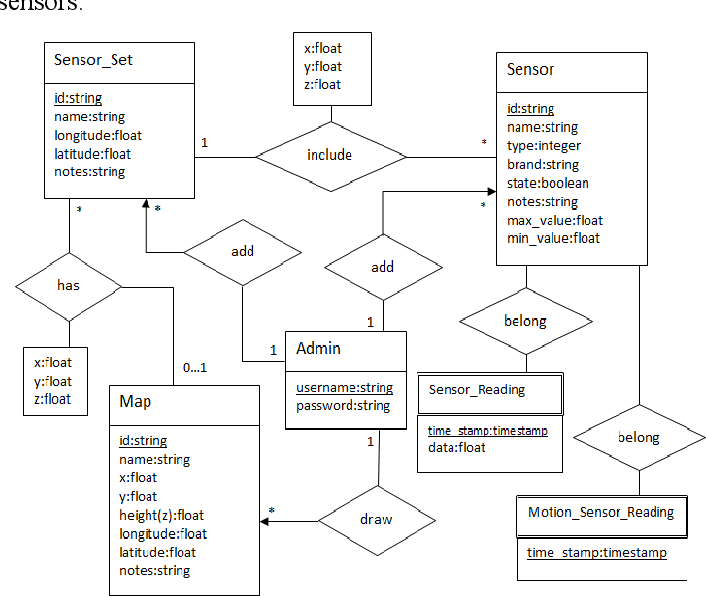 sensors.
Sensor_Set
id:string
name:string
longitude:float
latitude:float
notes:string
x:float
y:float
z:float
Sensor
id:string
name:string
type:integer
brand:string
state:boolean
notes:string
max_value:float
min_value:float
1
include
*
*
*
*
add
add
has
belong
1
1
0...1
x:float
y:float
z:float
Admin
username:string
password:string
Sensor_Reading
time_stamp:timestamp
data:float
Map
id:string
name:string
x:float
y:float
height(z):float
longitude:float
latitude:float
notes:string
1
*
draw
belong
Motion_Sensor_Reading
time_stamp:timestamp